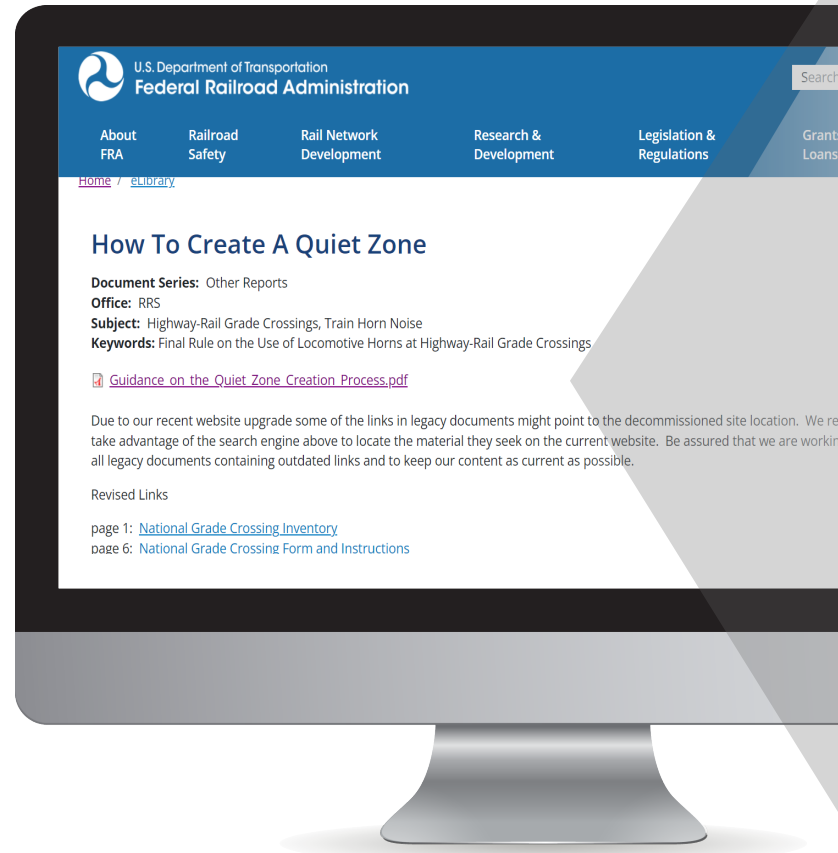 U.S. Department of Transportation
Federal Railroad Administration
Search
About FRA
Railroad Safety
Rail Network Development
Research & Development
Legislation & Regulations
Grants Loans
Home / eLibrary
How To Create A Quiet Zone
Document Series: Other Reports
Office: RRS
Subject: Highway-Rail Grade Crossings, Train Horn Noise
Keywords: Final Rule on the Use of Locomotive Horns at Highway-Rail Grade Crossings
Guidance_on_the_Quiet_Zone_Creation_Process.pdf
Due to our recent website upgrade some of the links in legacy documents might point to the decommissioned site location. We
take advantage of the search engine above to locate the material they seek on the current website. Be assured that we are
all legacy documents containing outdated links and to keep our content as current as possible.
Revised Links
page 1: National Grade Crossing Inventory
page 6: National Grade Crossing Form and Instructions